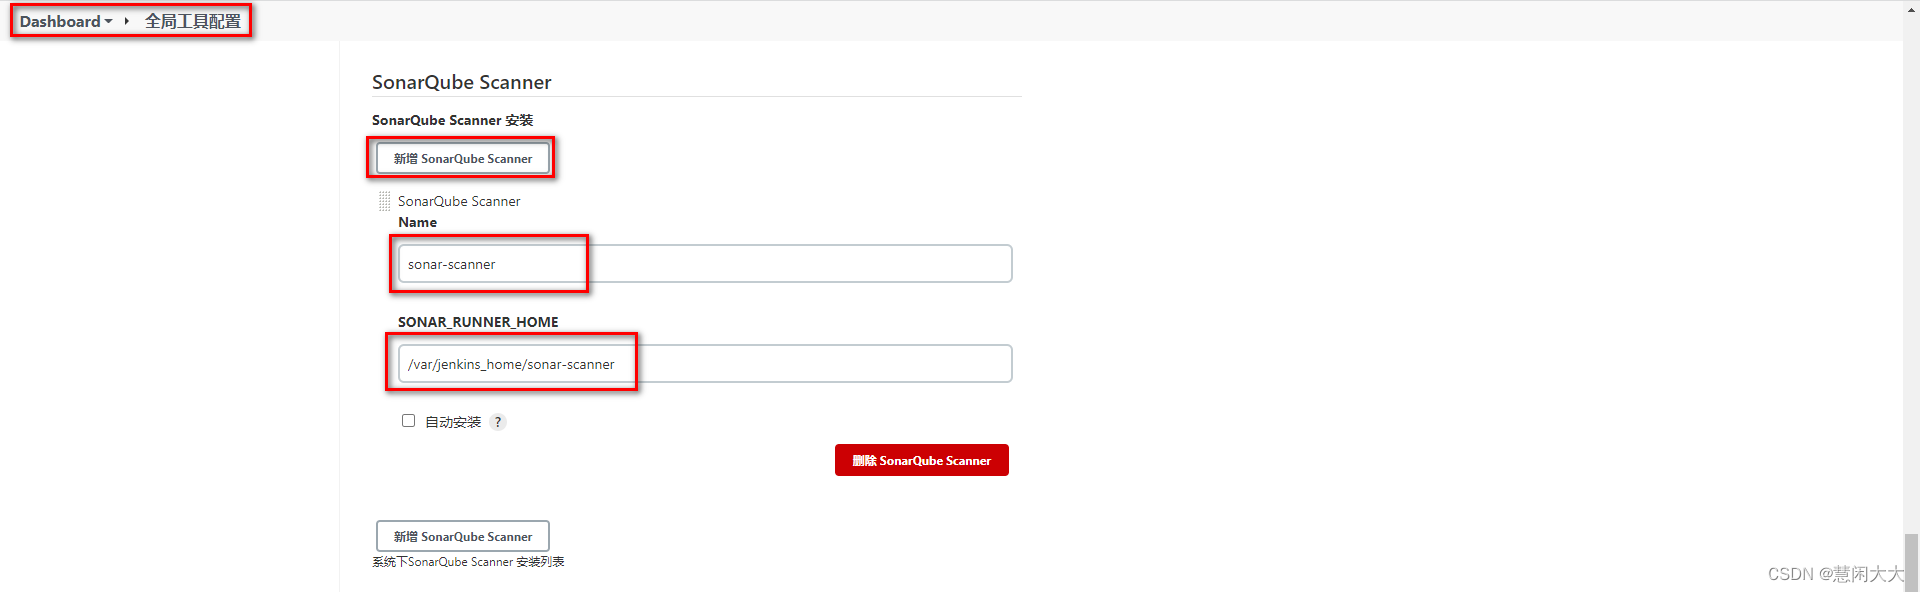 Dashboard 全局工具配置
SonarQube Scanner
SonarQube Scanner 安装
新增 SonarQube Scanner
SonarQube Scanner
Name
sonar-scanner
SONAR_RUNNER_HOME
/var/jenkins_home/sonar-scanner
自动安装 ?
删除 SonarQube Scanner
新增 SonarQube Scanner
系统下SonarQube Scanner 安装列表
CSDN @慧闲大大